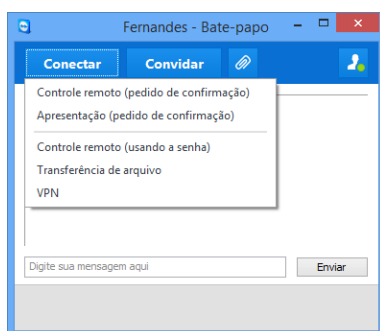 Fernandes - Bate-papo
Conectar Convidar
Controle remoto (pedido de confirmação)
Apresentação (pedido de confirmação)
Controle remoto (usando a senha)
Transferência de arquivo
VPN
Digite sua mensagem aqui Enviar